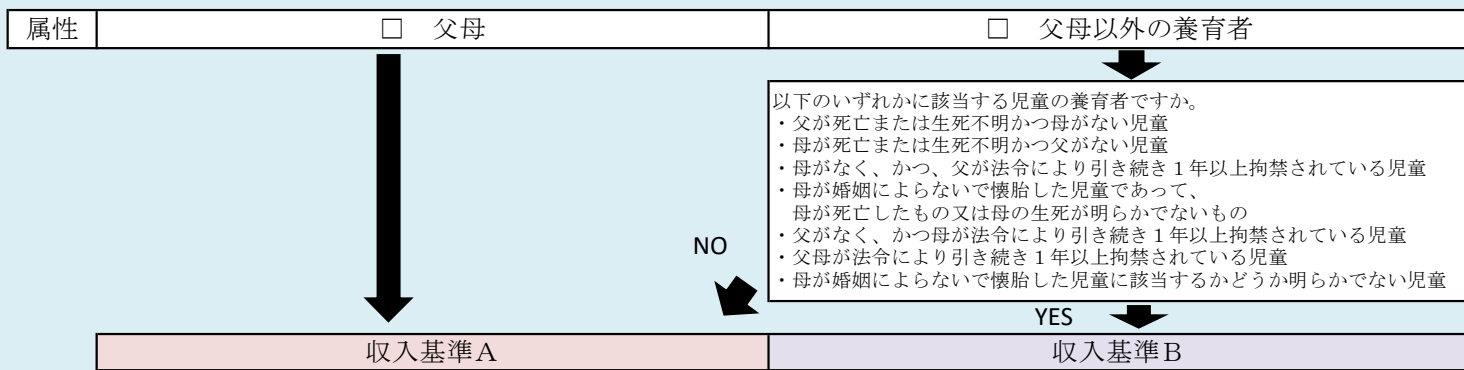 属性
□ 父母
□ 父母以外の養育者
以下のいずれかに該当する児童の養育者ですか。
・父が死亡または生死不明かつ母がない児童
・母が死亡または生死不明かつ父がない児童
・母がなく、かつ、父が法令により引き続き１年以上拘禁されている児童
・母が婚姻によらないで懐胎した児童であって、
母が死亡したもの又は母の生死が明らかでないもの
・父がなく、かつ母が法令により引き続き１年以上拘禁されている児童
・父母が法令により引き続き１年以上拘禁されている児童
・母が婚姻によらないで懐胎した児童に該当するかどうか明らかでない児童
NO
YES
収入基準Ａ
収入基準Ｂ